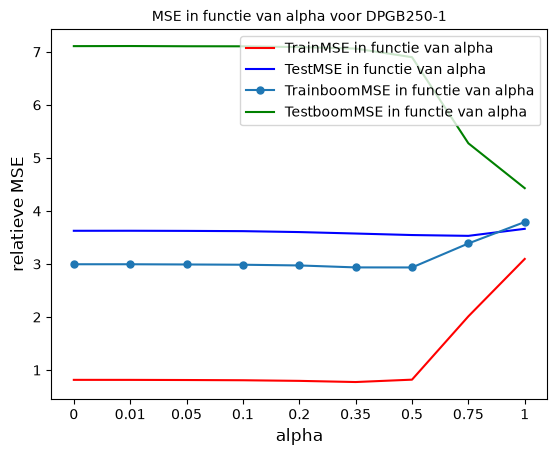 MSE in functie van alpha voor DPGB250-1
TrainMSE in functie van alpha
TestMSE in functie van alpha
TrainboomMSE in functie van alpha
TestboomMSE in functie van alpha
relatieve MSE
7
6
5
4
3
2
1
0 0.01 0.05 0.1 0.2 0.35 0.5 0.75 1
alpha